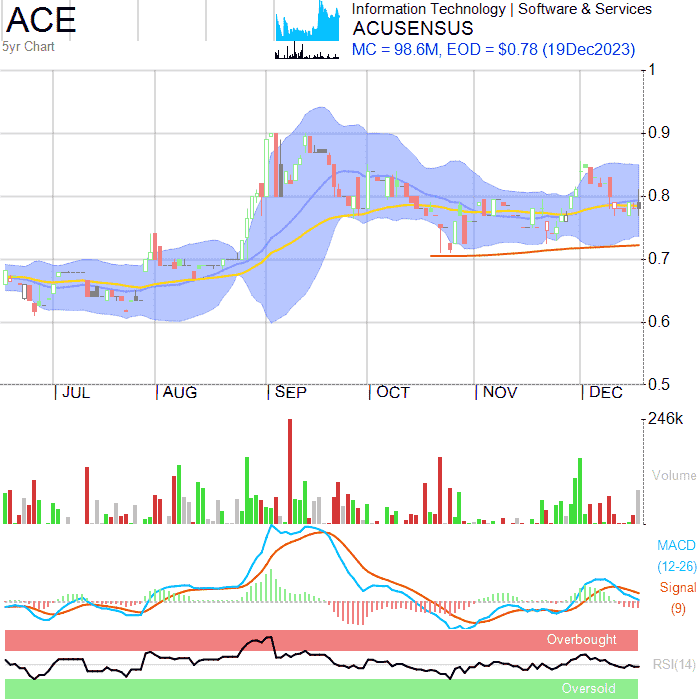 ACE
5yr Chart
Information Technology | Software & Services
ACUSENSUS
MC = 98.6M, EOD = $0.78 (19Dec2023)
1
0.9
0.8
0.7
0.6
0.5
JUL AUG SEP OCT NOV DEC
246k
Volume
MACD
(12-26)
Signal
(9)
Overbought
RSI(14)
Oversold